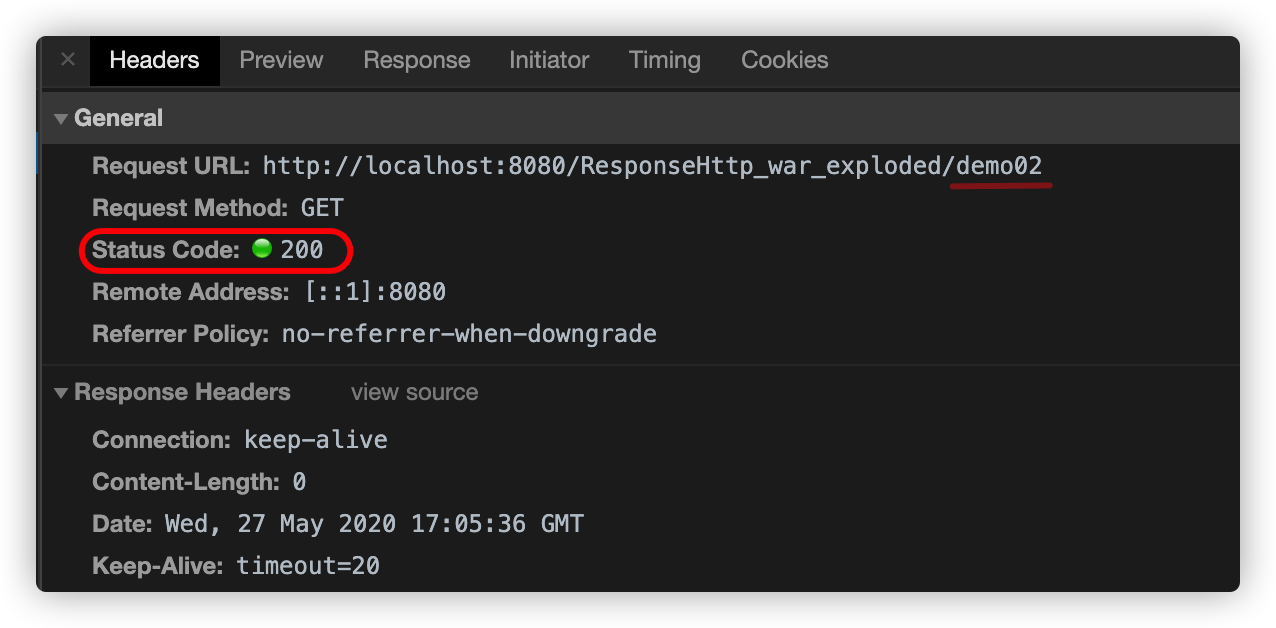 × Headers Preview Response Initiator Timing Cookies
▼ General
Request URL: http://localhost:8080/ResponseHttp_war_exploded/demo02
Request Method: GET
Status Code: 200
Remote Address: [::1]:8080
Referrer Policy: no-referrer-when-downgrade
▼ Response Headers view source
Connection: keep-alive
Content-Length: 0
Date: Wed, 27 May 2020 17:05:36 GMT
Keep-Alive: timeout=20